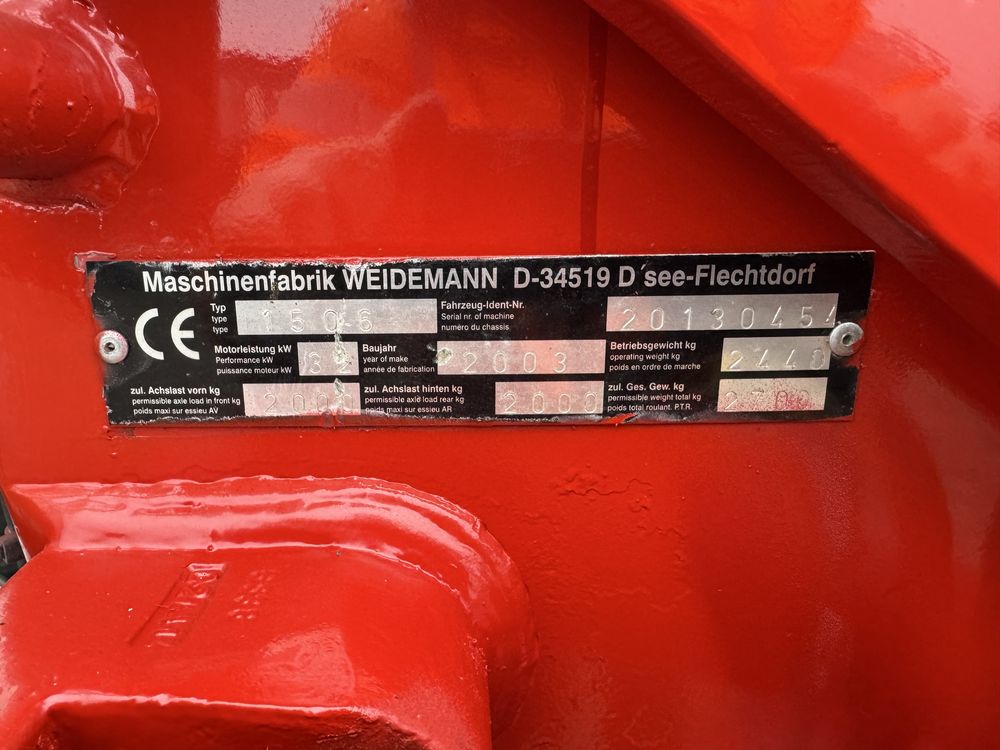 Maschinenfabrik WEIDEMANN D-34519 D´see-Flechtdorf
CE
Typ
type
type
1506
Fahrzeug-Ident-Nr.
Serial nr. of machine
numéro du chassis
20130454
Motorleistung kW
Performance kW
puissance moteur kW
32
Baujahr
year of make
année de fabrication
2003
Betriebsgewicht kg
operating weight kg
poids en ordre de marche
2440
zul. Achslast vorn kg
permissible axle load in front kg
poids maxi sur essieu AV
2000
zul. Achslast hinten kg
permissible axle load rear kg
poids maxi sur essieu AR
2000
zul. Ges. Gew. kg
permissible weight total kg
poids total roulant. P.T.R.